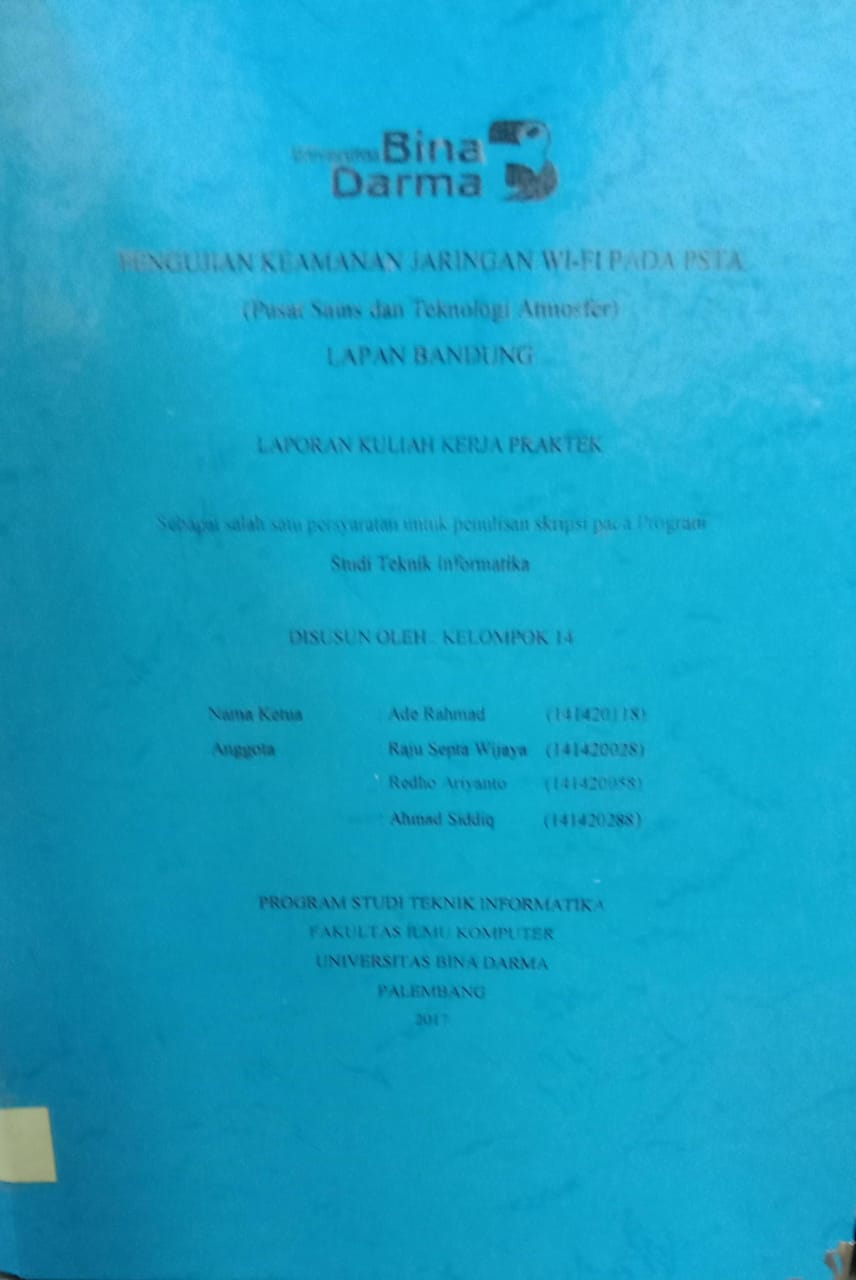 Universitas Bina
Darma
PENGUJIAN KEAMANAN JARINGAN WI-FI PADA PSTA
(Pusat Sains dan Teknologi Atmosfer)
LAPAN BANDUNG
LAPORAN KULIAH KERJA PRAKTEK
Sebagai salah satu persyaratan untuk penulisan skripsi pada Program
Studi Teknik Informatika
DISUSUN OLEH : KELOMPOK 14
Nama Ketua : Ade Rahmad (141420118)
Anggota : Raju Septa Wijaya (141420028)
: Redho Ariyanto (141420058)
: Ahmad Siddiq (141420288)
PROGRAM STUDI TEKNIK INFORMATIKA
FAKULTAS ILMU KOMPUTER
UNIVERSITAS BINA DARMA
PALEMBANG
2017